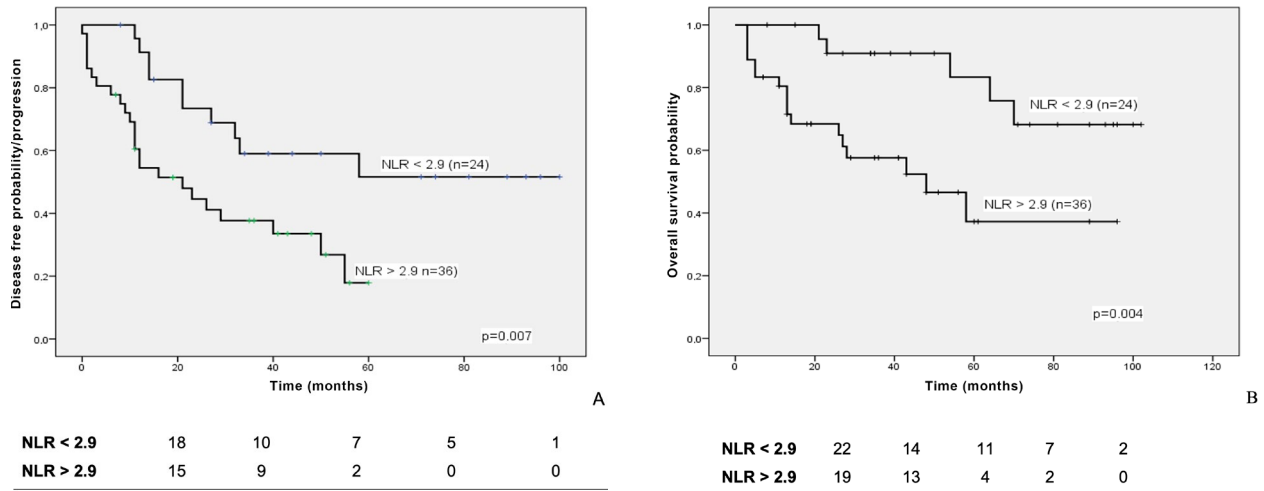 1,0
0,8
0,6
0,4
0,2
0,0
Disease free probability/progression
NLR < 2.9 (n=24)
NLR > 2.9 n=36)
p=0.007
0 20 40 60 80 100
Time (months)
A
NLR < 2.9 18 10 7 5 1
NLR > 2.9 15 9 2 0 0
1.0
0.8
0.6
0.4
0.2
0.0
Overall survival probability
NLR < 2.9 (n=24)
NLR > 2.9 (n=36)
p=0.004
0 20 40 60 80 100 120
Time (months)
B
NLR < 2.9 22 14 11 7 2
NLR > 2.9 19 13 4 2 0